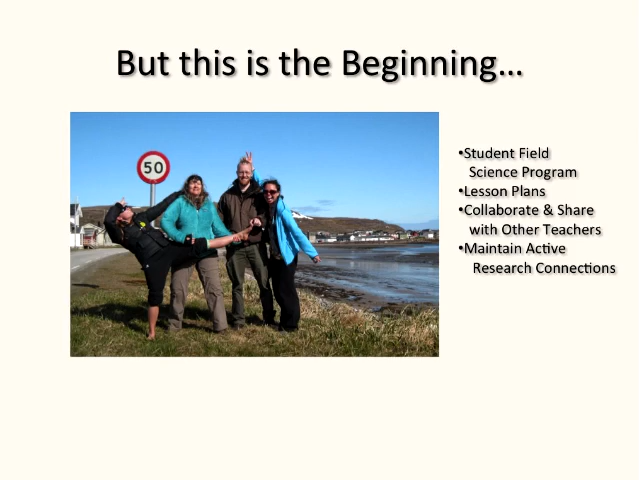 But this is the Beginning…
50
•Student Field
Science Program
•Lesson Plans
•Collaborate & Share
with Other Teachers
•Maintain Active
Research Connections